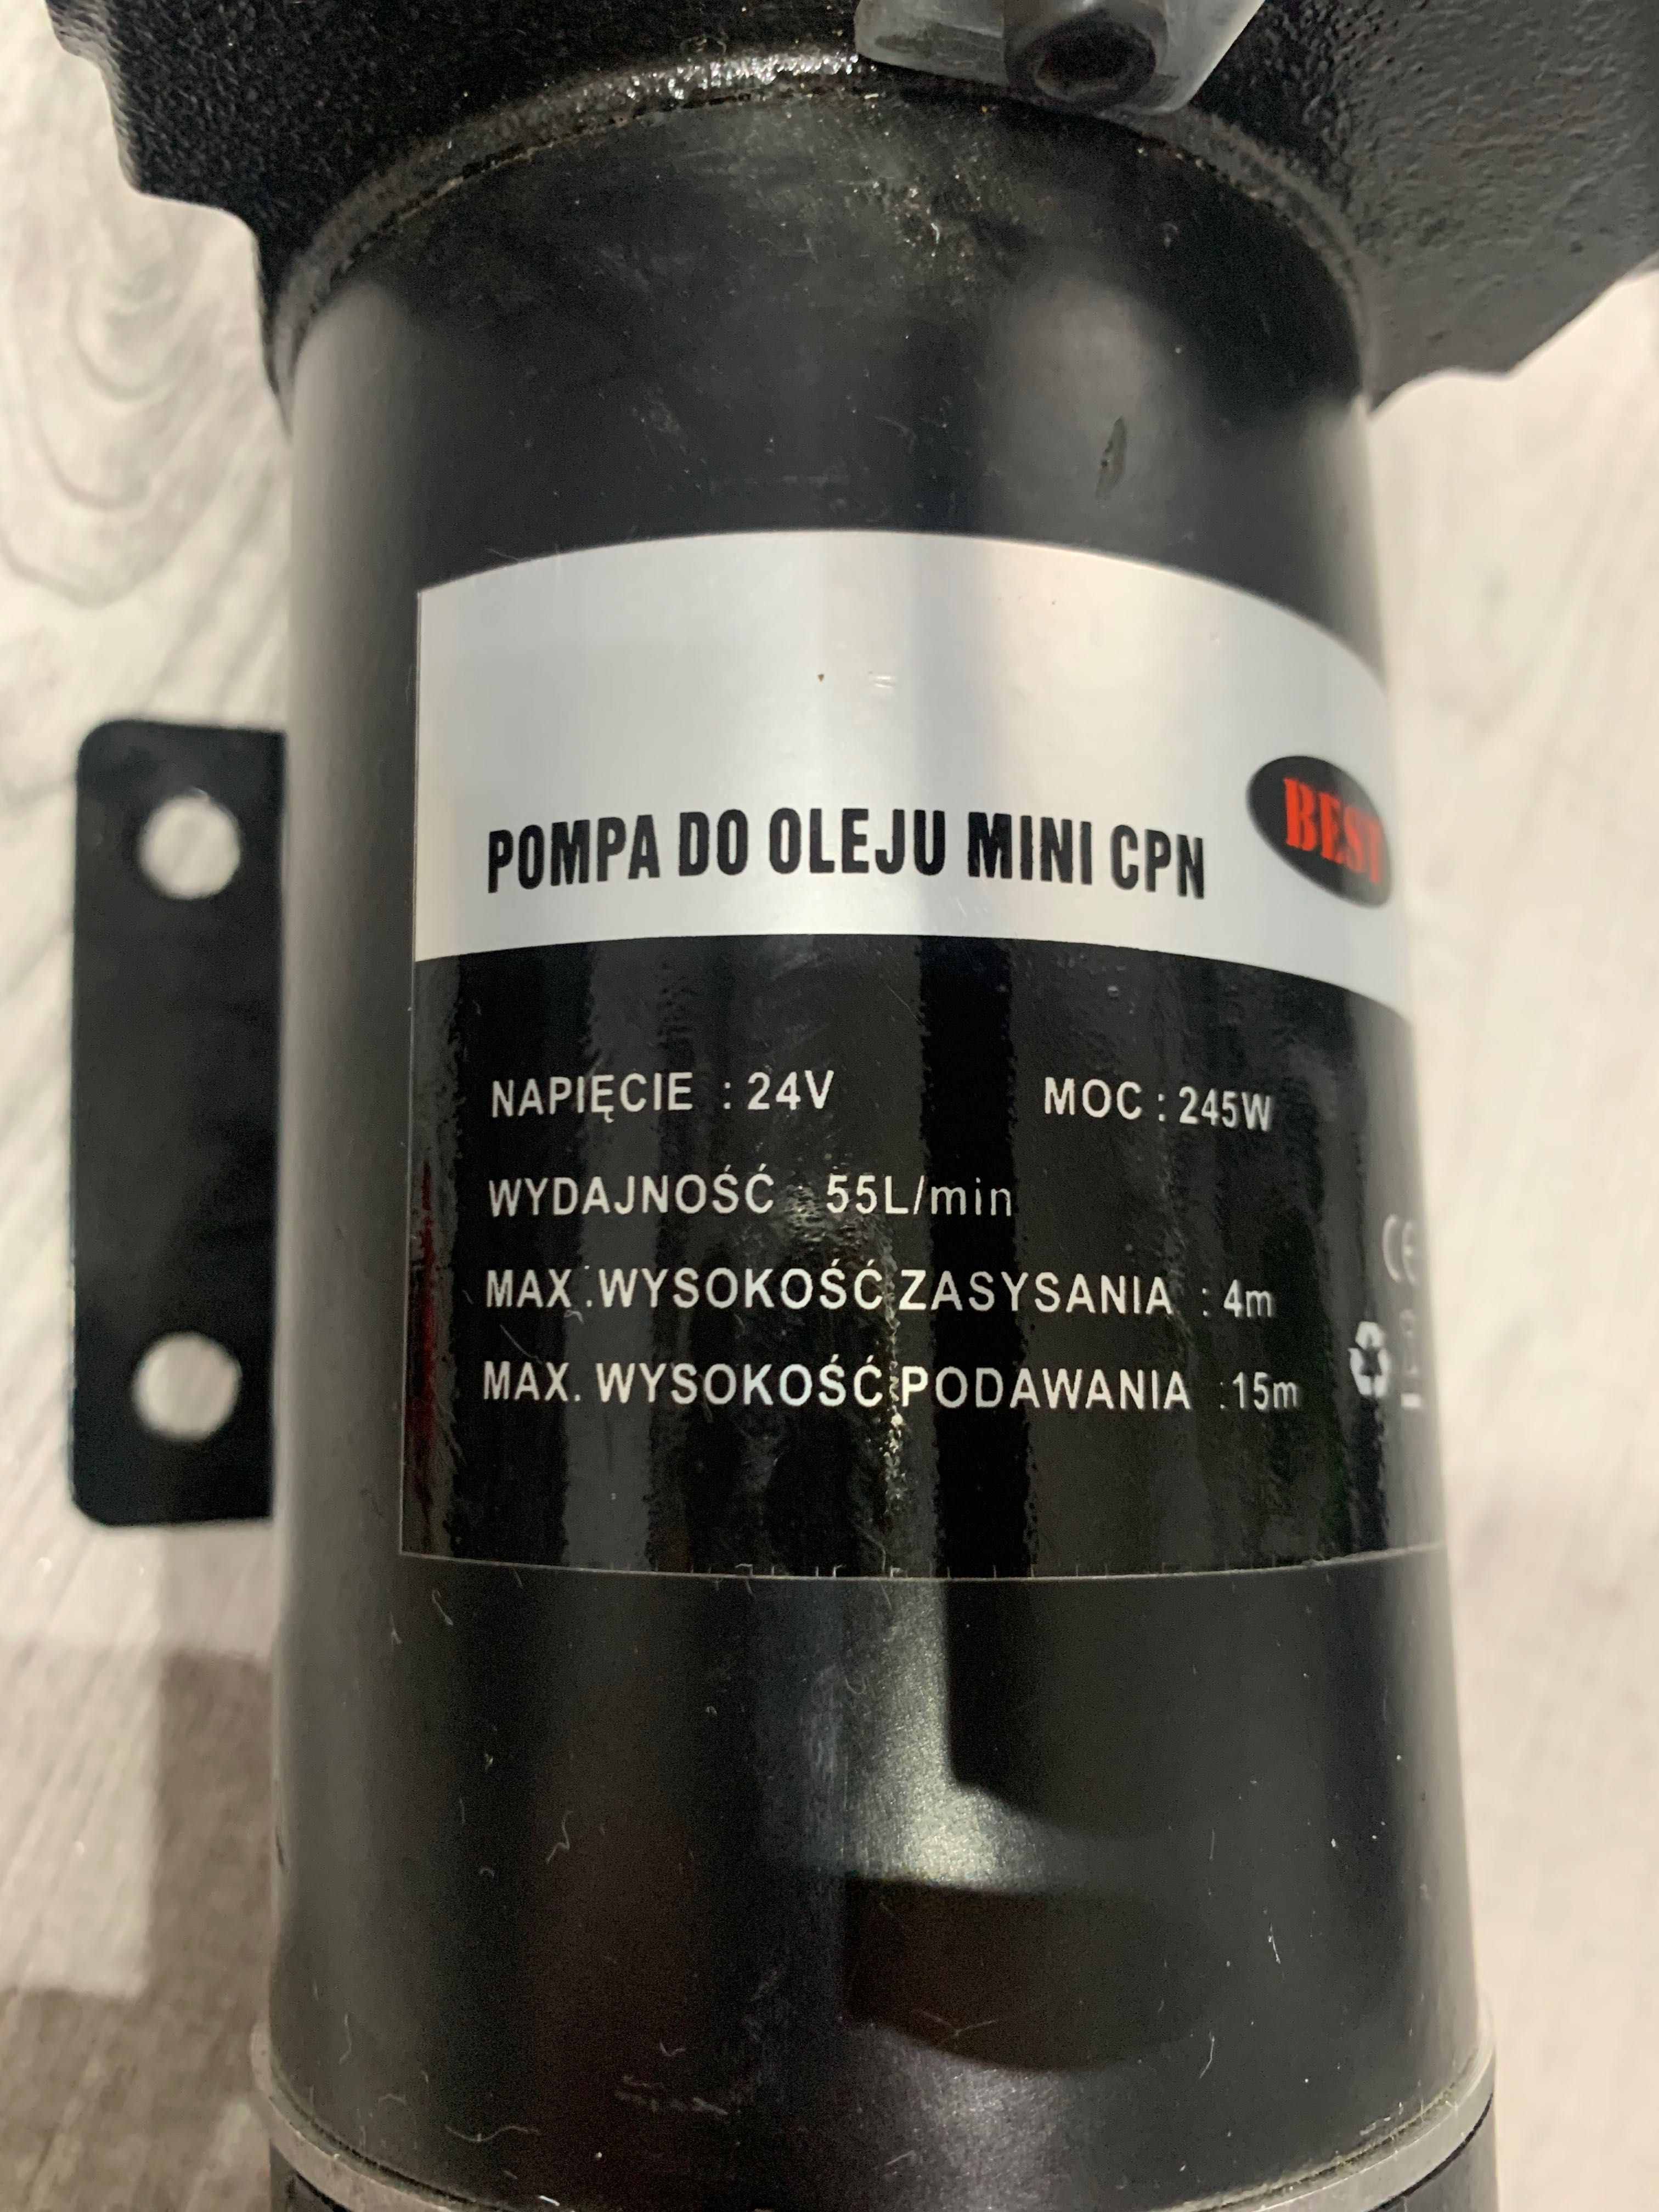 POMPA DO OLEJU MINI CPN
BEST
NAPIĘCIE : 24V MOC : 245W
WYDAJNOŚĆ : 55L/min
MAX .WYSOKOŚĆ ZASYSANIA : 4m
MAX. WYSOKOŚĆ PODAWANIA :15m
CE